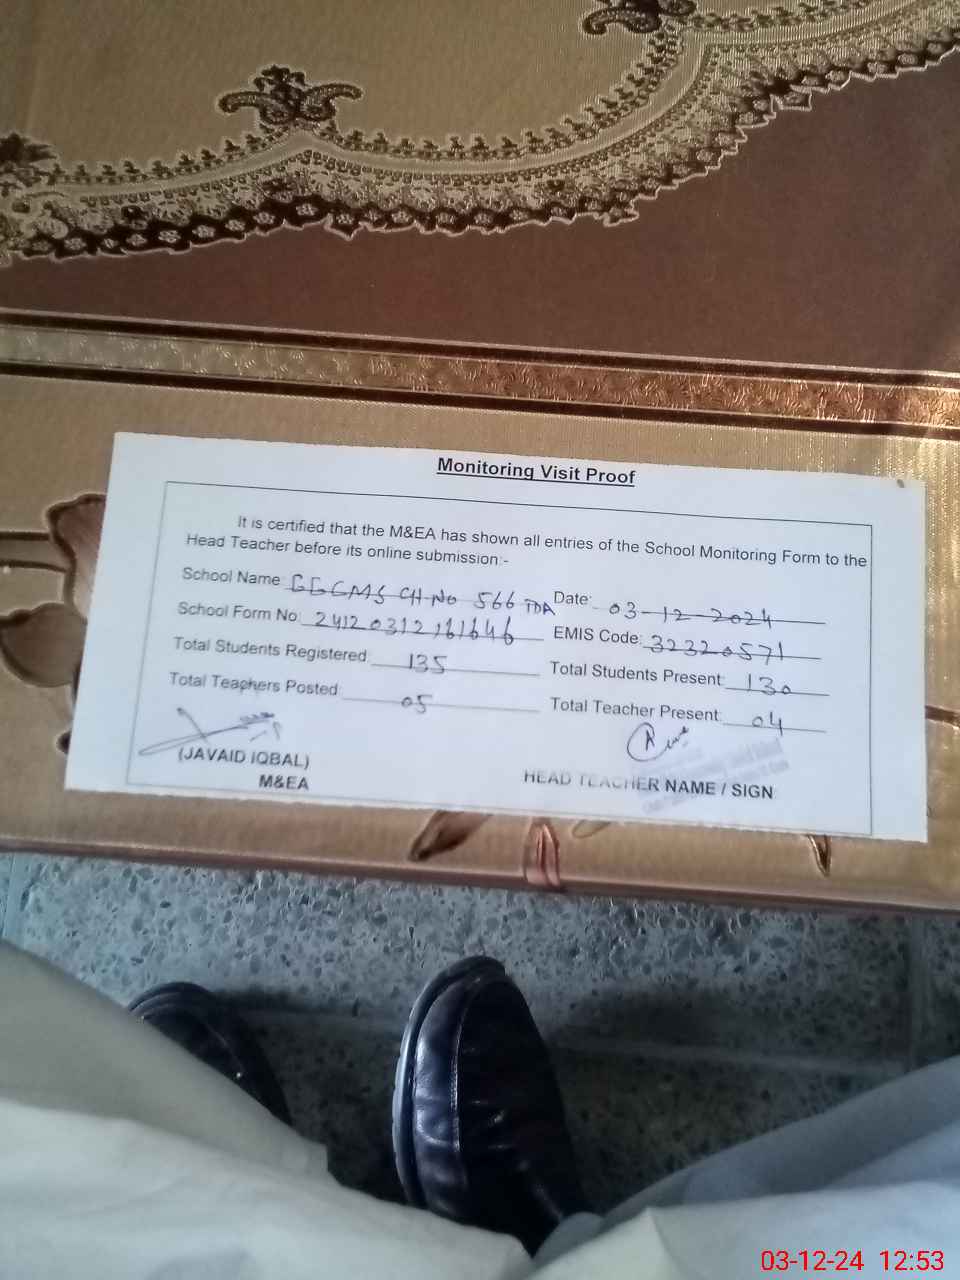 Monitoring Visit Proof
It is certified that the M&EA has shown all entries of the School Monitoring Form to the
Head Teacher before its online submission:-
School Name: GGCMS CH-NO 566 TDA Date: 03-12-2024
School Form No: 2412 0312 161646 EMIS Code: 32320571
Total Students Registered: 135 Total Students Present: 130
Total Teachers Posted: 05 Total Teacher Present: 04
(JAVAID IQBAL)
M&EA
HEAD TEACHER NAME / SIGN
03-12-24 12:53